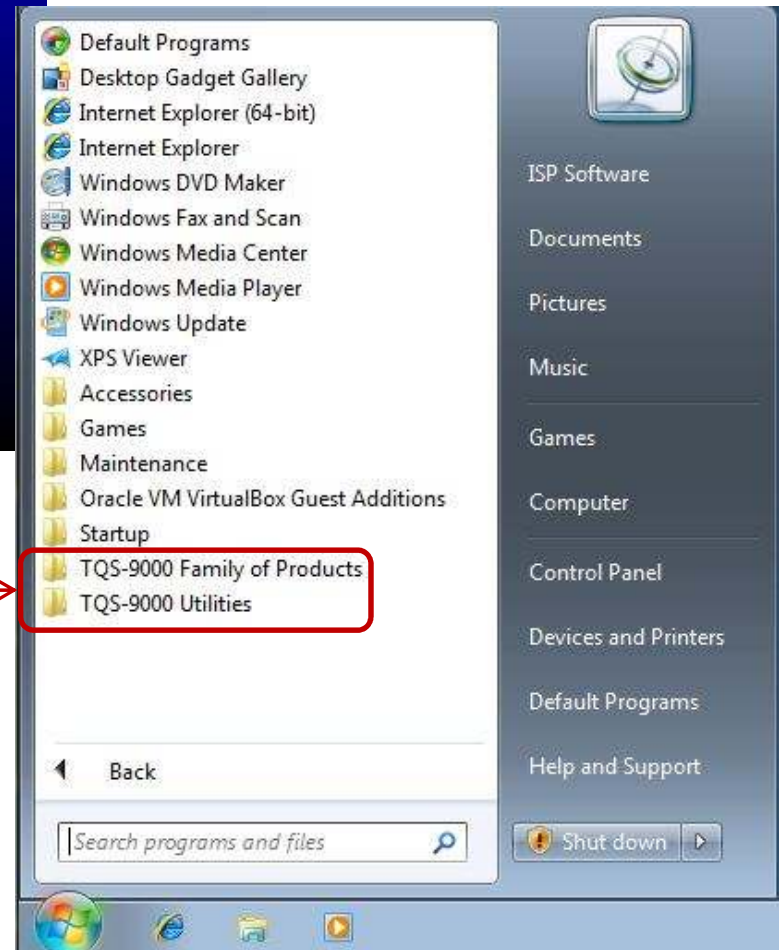 Default Programs
Desktop Gadget Gallery
Internet Explorer (64-bit)
Internet Explorer
Windows DVD Maker
Windows Fax and Scan
Windows Media Center
Windows Media Player
Windows Update
XPS Viewer
Accessories
Games
Maintenance
Oracle VM VirtualBox Guest Additions
Startup
TQS-9000 Family of Products
TQS-9000 Utilities
Back
Search programs and files
ISP Software
Documents
Pictures
Music
Games
Computer
Control Panel
Devices and Printers
Default Programs
Help and Support
Shut down